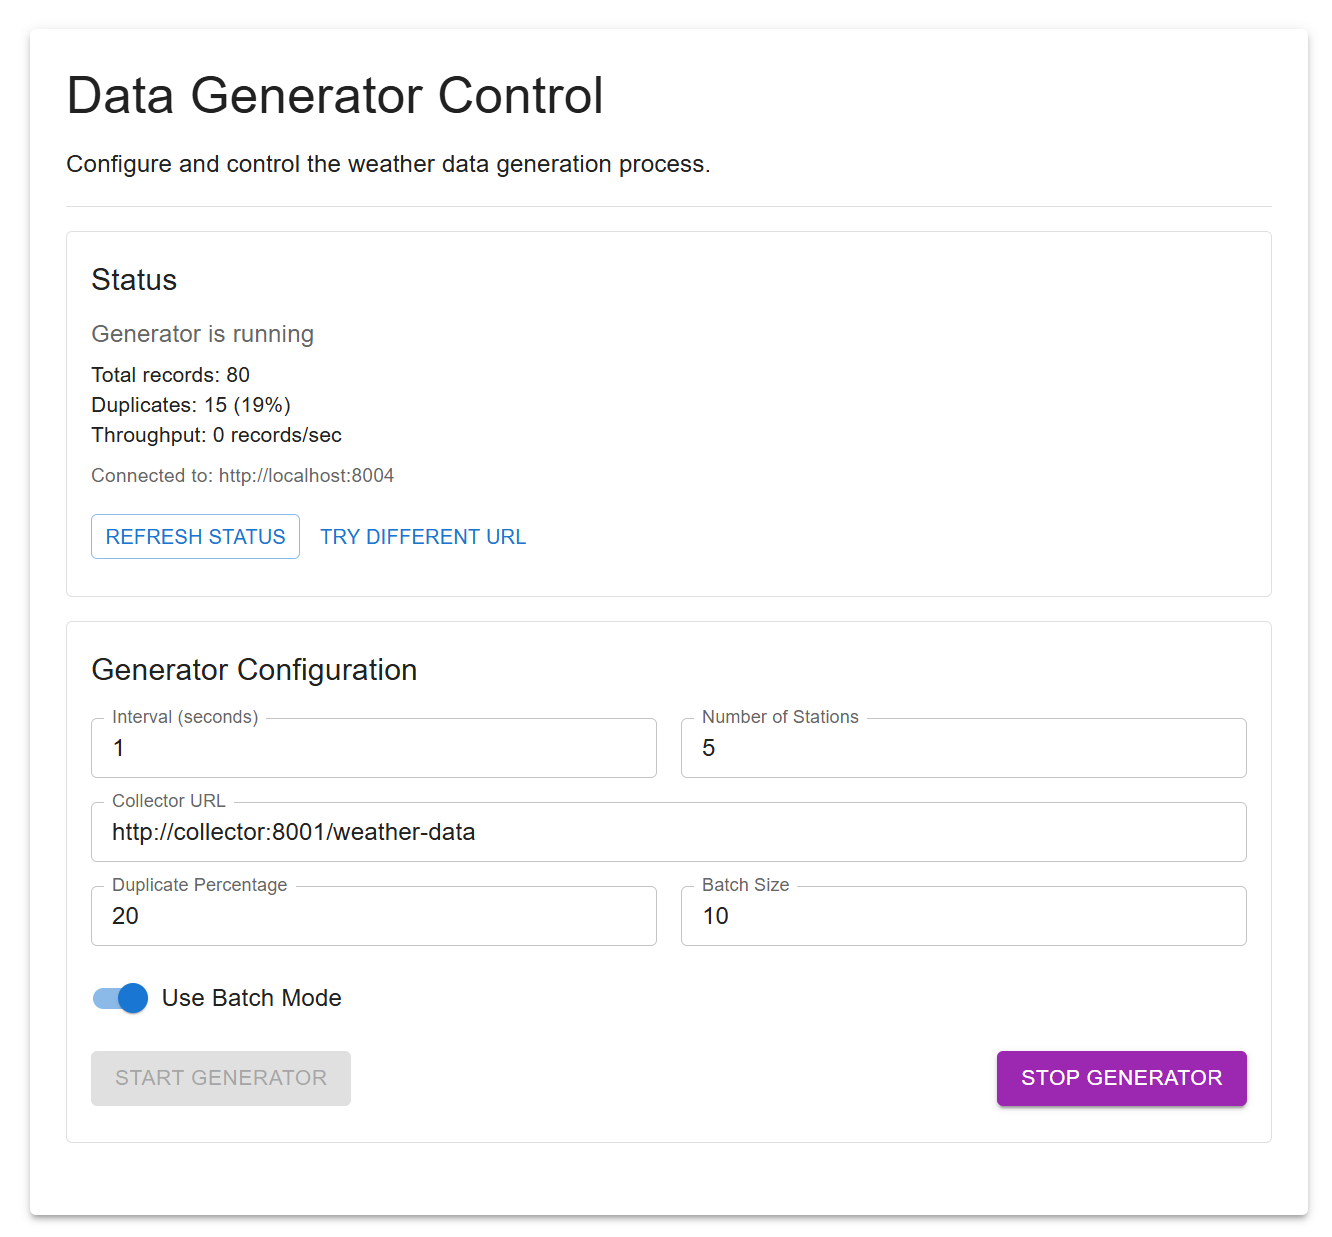 Data Generator Control
Configure and control the weather data generation process.
Status
Generator is running
Total records: 80
Duplicates: 15 (19%)
Throughput: 0 records/sec
Connected to: http://localhost:8004
REFRESH STATUS
TRY DIFFERENT URL
Generator Configuration
Interval (seconds)
1
Number of Stations
5
Collector URL
http://collector:8001/weather-data
Duplicate Percentage
20
Batch Size
10
Use Batch Mode
START GENERATOR
STOP GENERATOR